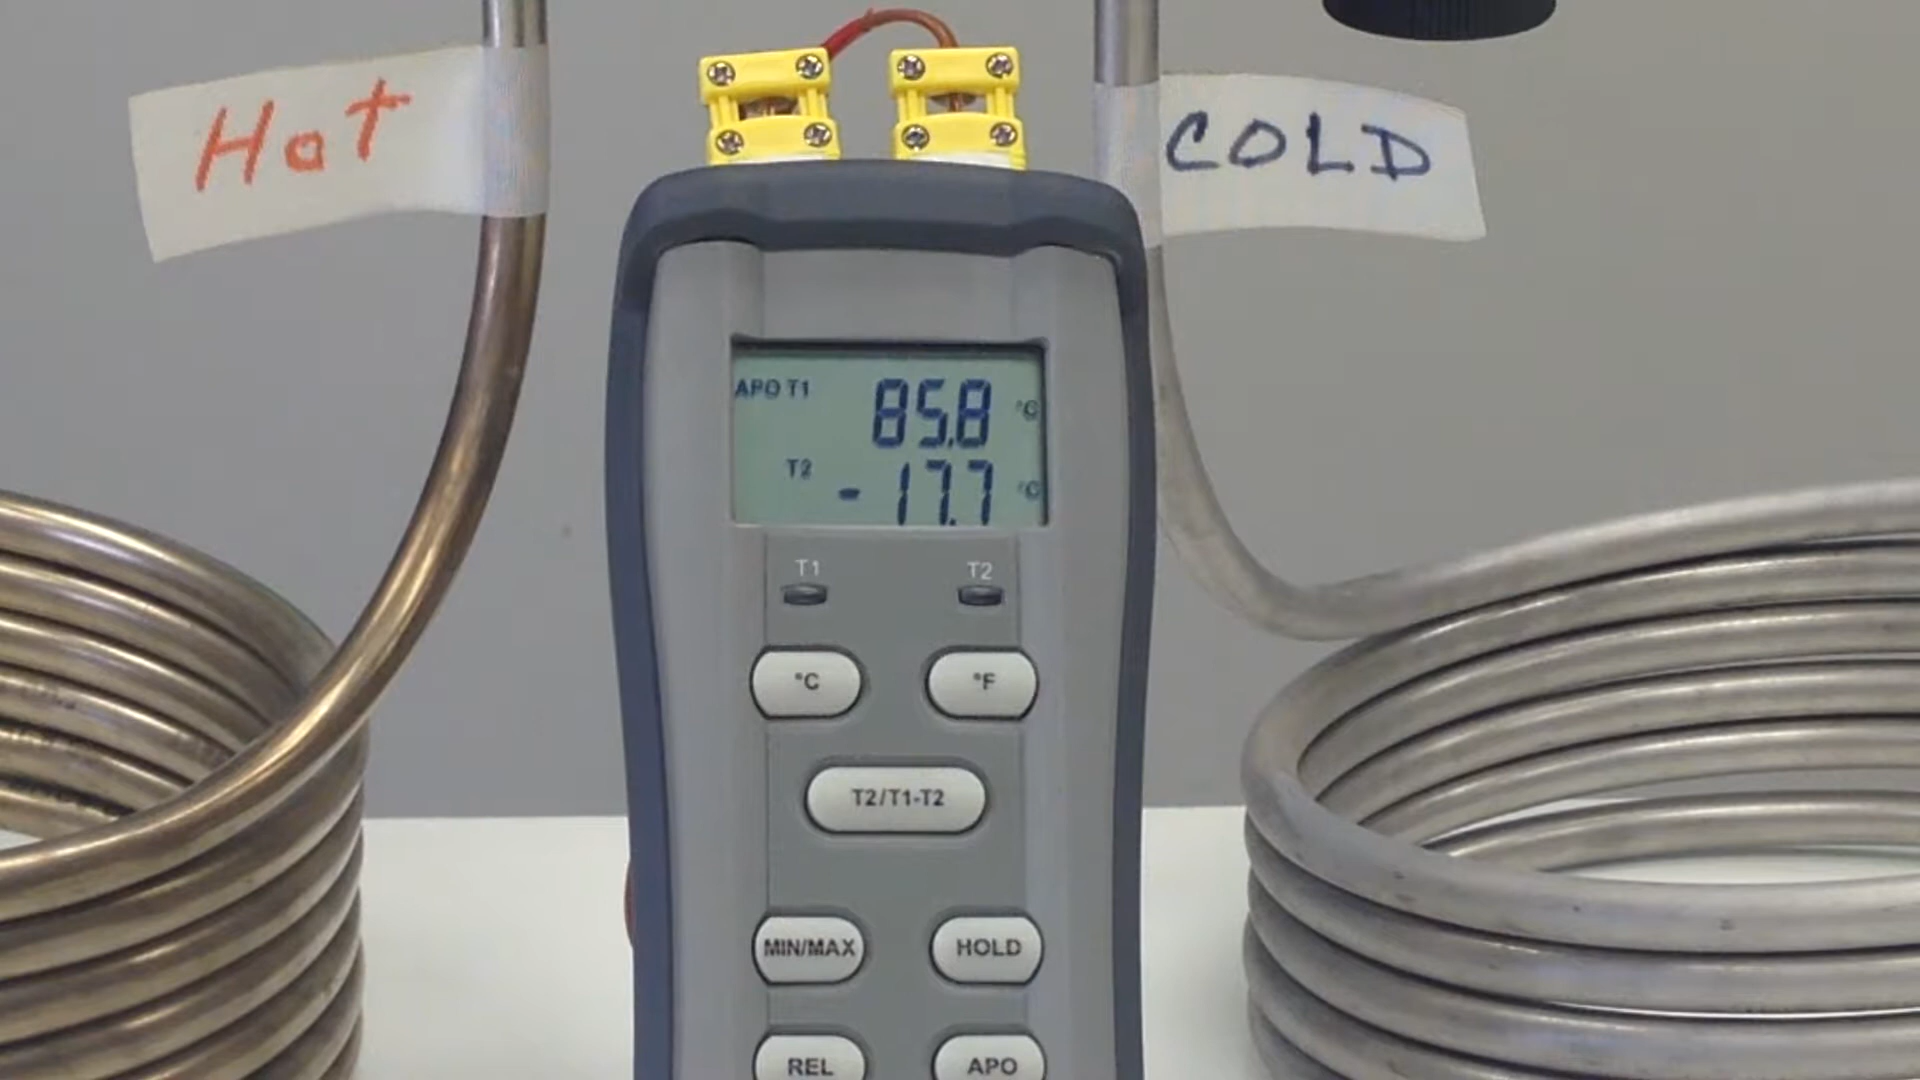 Hot
COLD
APO T1 85.8 °C
T2 -17.7 °C
T1 T2
°C °F
T2/T1-T2
MIN/MAX HOLD
REL APO